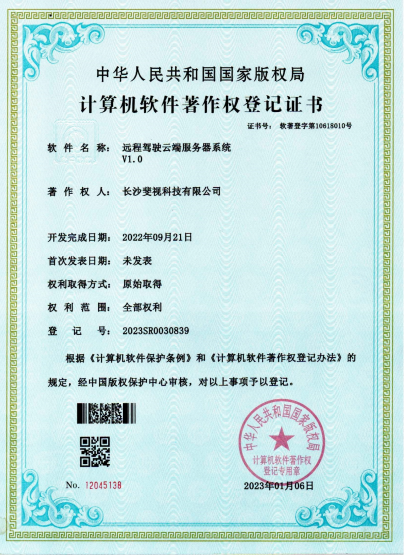 中华人民共和国国家版权局
计算机软件著作权登记证书
证书号： 软著登字第10618010号
软件名称： 远程驾驶云端服务器系统
V1.0
著作权人： 长沙斐视科技有限公司
开发完成日期： 2022年09月21日
首次发表日期： 未发表
权利取得方式： 原始取得
权利范围： 全部权利
登记号： 2023SR0030839
根据《计算机软件保护条例》和《计算机软件著作权登记办法》的
规定，经中国版权保护中心审核，对以上事项予以登记。
中华人民共和国国家版权局
计算机软件著作权
登记专用章
No. 12045138
2023年01月06日